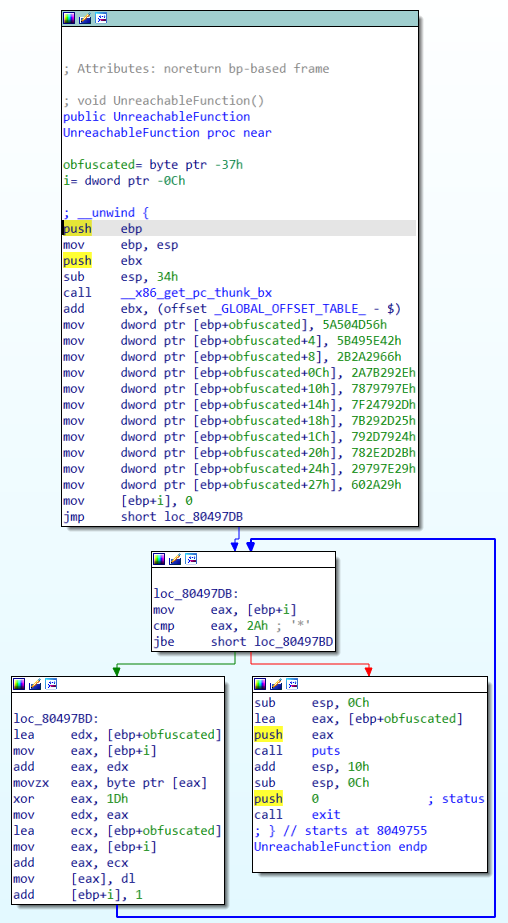 ; Attributes: noreturn bp-based frame
; void UnreachableFunction()
public UnreachableFunction
UnreachableFunction proc near
obfuscated= byte ptr -37h
i= dword ptr -0Ch
; __unwind {
push    ebp
mov     ebp, esp
push    ebx
sub     esp, 34h
call    __x86_get_pc_thunk_bx
add     ebx, (offset _GLOBAL_OFFSET_TABLE_ - $)
mov     dword ptr [ebp+obfuscated], 5A504D56h
mov     dword ptr [ebp+obfuscated+4], 5B495E42h
mov     dword ptr [ebp+obfuscated+8], 2B2A2966h
mov     dword ptr [ebp+obfuscated+0Ch], 2A7B292Eh
mov     dword ptr [ebp+obfuscated+10h], 7879797Eh
mov     dword ptr [ebp+obfuscated+14h], 7F24792Dh
mov     dword ptr [ebp+obfuscated+18h], 7B292D25h
mov     dword ptr [ebp+obfuscated+1Ch], 792D7924h
mov     dword ptr [ebp+obfuscated+20h], 782E2D2Bh
mov     dword ptr [ebp+obfuscated+24h], 29797E29h
mov     dword ptr [ebp+obfuscated+27h], 602A29h
mov     [ebp+i], 0
jmp     short loc_80497DB
loc_80497DB:
mov     eax, [ebp+i]
cmp     eax, 2Ah ; '*'
jbe     short loc_80497BD
loc_80497BD:
lea     edx, [ebp+obfuscated]
mov     eax, [ebp+i]
add     eax, edx
movzx   eax, byte ptr [eax]
xor     eax, 1Dh
mov     edx, eax
lea     ecx, [ebp+obfuscated]
mov     eax, [ebp+i]
add     eax, ecx
mov     [eax], dl
add     [ebp+i], 1
sub     esp, 0Ch
lea     eax, [ebp+obfuscated]
push    eax
call    puts
add     esp, 10h
sub     esp, 0Ch
push    0               ; status
call    exit
; } // starts at 8049755
UnreachableFunction endp